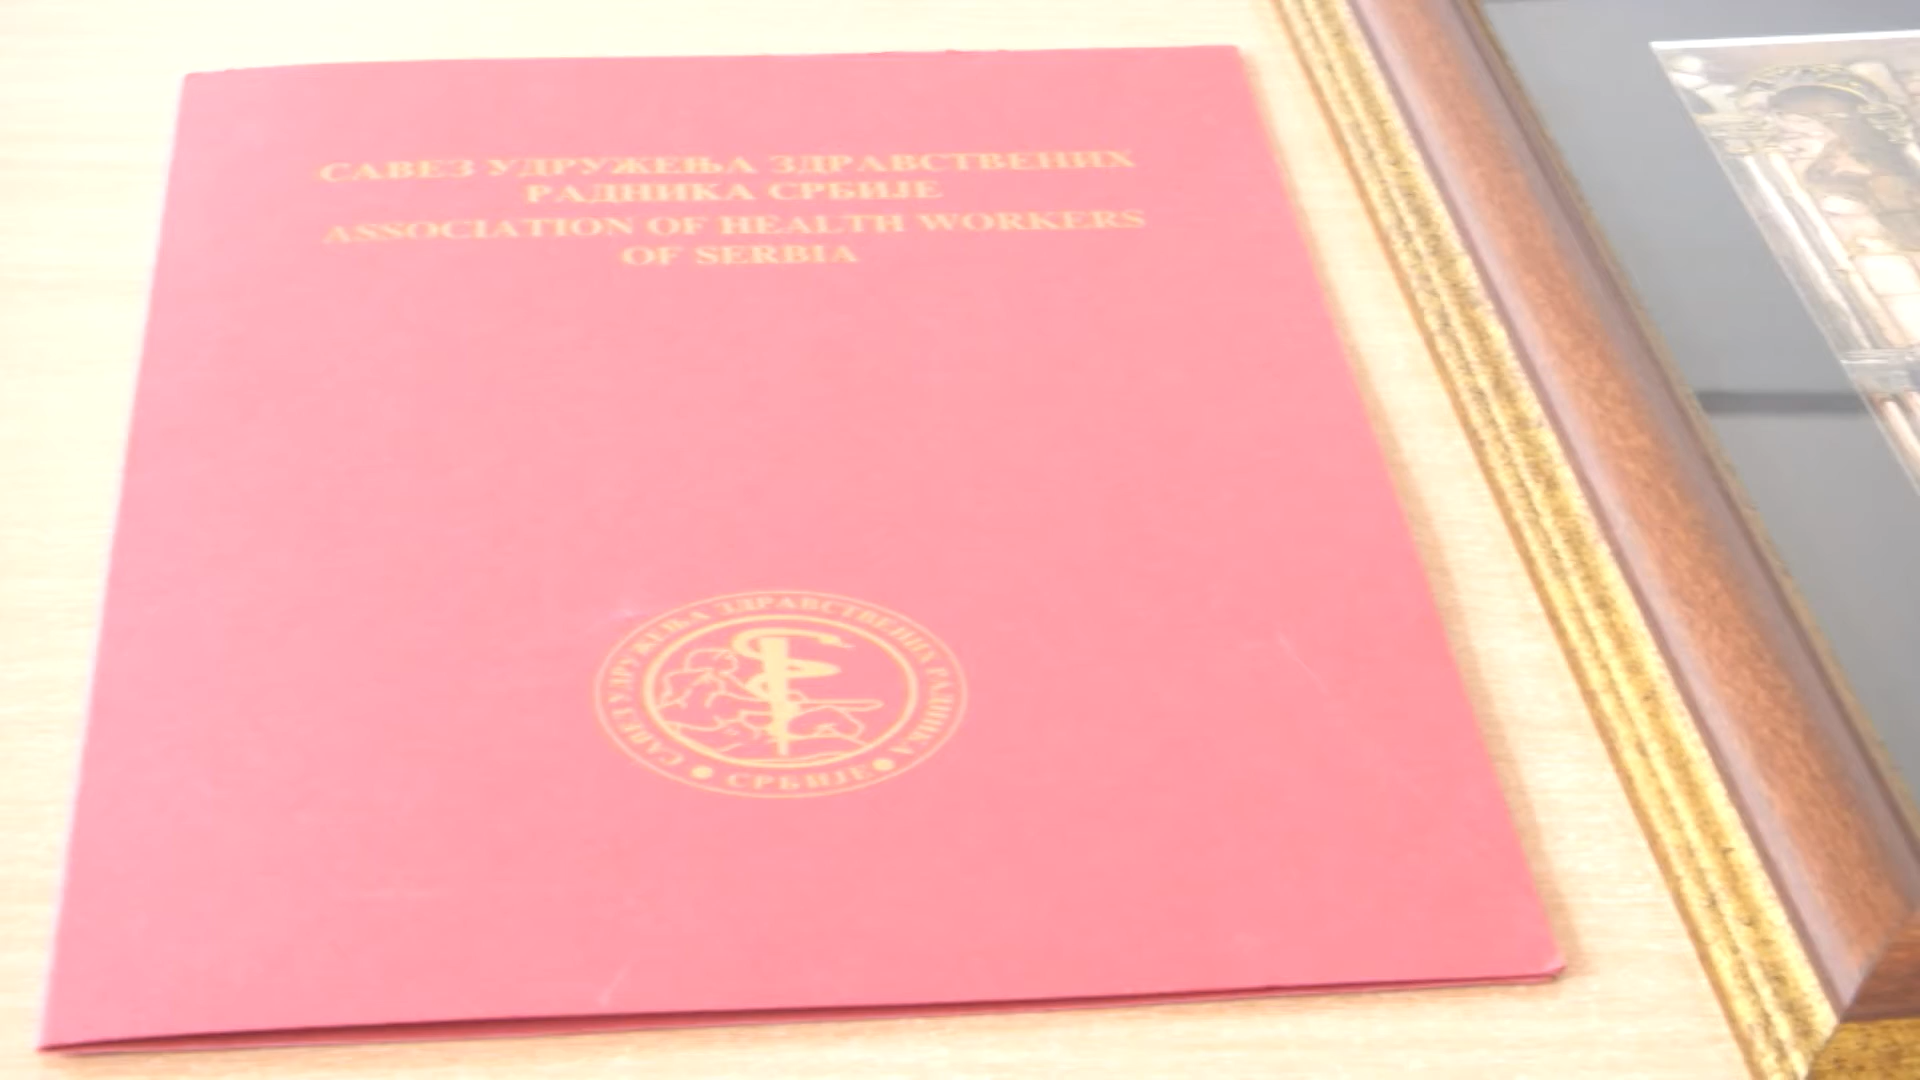 САВЕЗ УДРУЖЕЊА ЗДРАВСТВЕНИХ
РАДНИКА СРБИЈЕ
ASSOCIATION OF HEALTH WORKERS
OF SERBIA
САВЕЗ УДРУЖЕЊА ЗДРАВСТВЕНИХ РАДНИКА
• СРБИЈЕ •